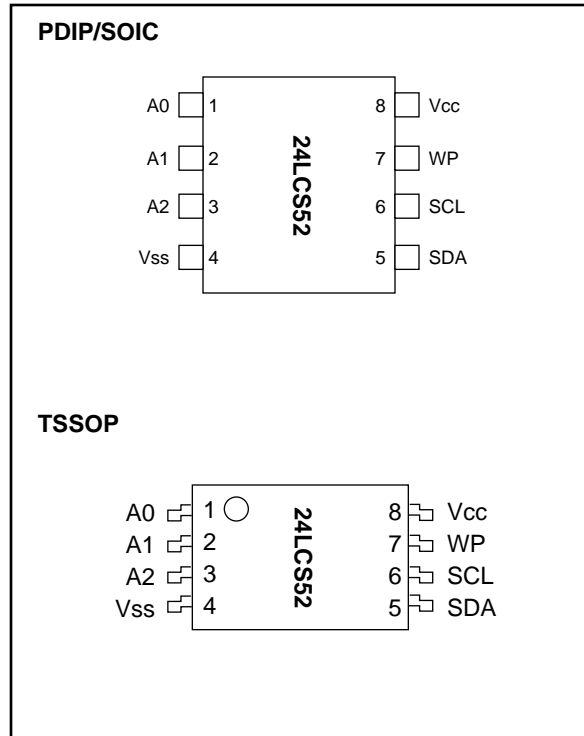 PDIP/SOIC
A0 1 8 Vcc
A1 2 7 WP
A2 3 6 SCL
Vss 4 5 SDA
24LCS52
TSSOP
A0 1 8 Vcc
A1 2 7 WP
A2 3 6 SCL
Vss 4 5 SDA
24LCS52